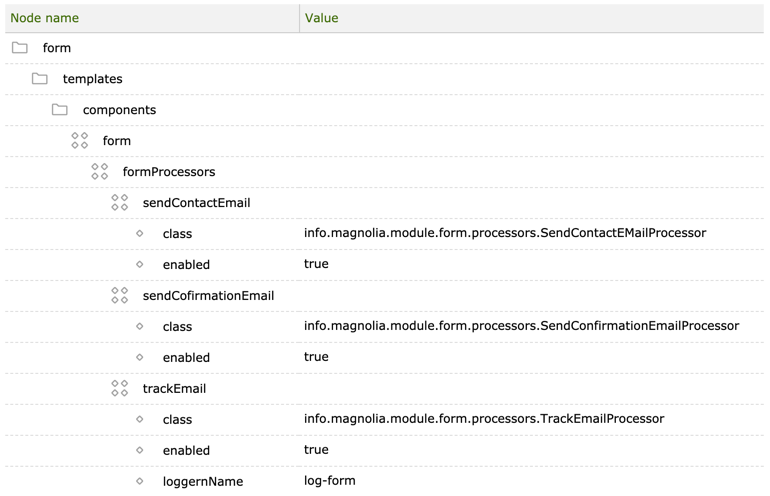 Node name Value
form
templates
components
form
formProcessors
sendContactEmail
class info.magnolia.module.form.processors.SendContactEMailProcessor
enabled true
sendCofirmationEmail
class info.magnolia.module.form.processors.SendConfirmationEmailProcessor
enabled true
trackEmail
class info.magnolia.module.form.processors.TrackEmailProcessor
enabled true
loggernName log-form